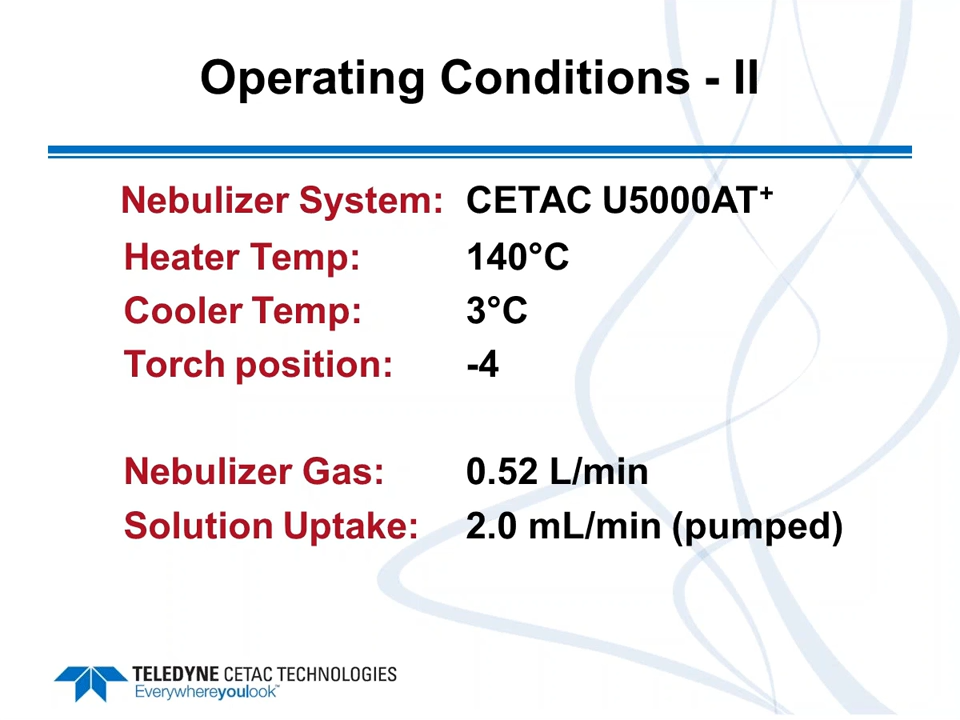 Operating Conditions - II
Nebulizer System: CETAC U5000AT⁺
Heater Temp: 140°C
Cooler Temp: 3°C
Torch position: -4
Nebulizer Gas: 0.52 L/min
Solution Uptake: 2.0 mL/min (pumped)
TELEDYNE CETAC TECHNOLOGIES
Everywhereyoulook™